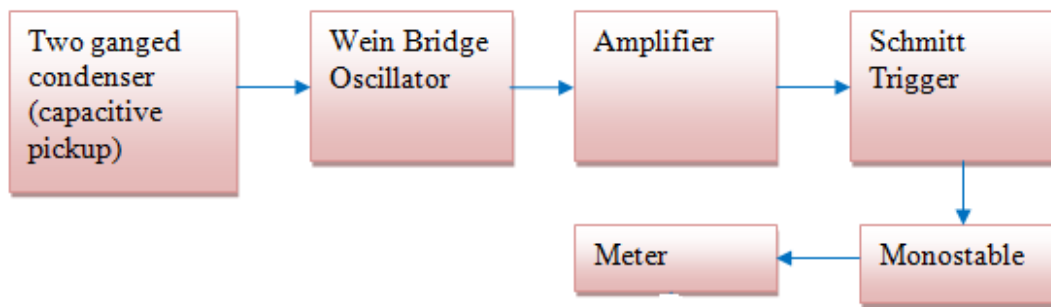 Two ganged
condenser
(capacitive
pickup)
Wein Bridge
Oscillator
Amplifier
Schmitt
Trigger
Meter
Monostable